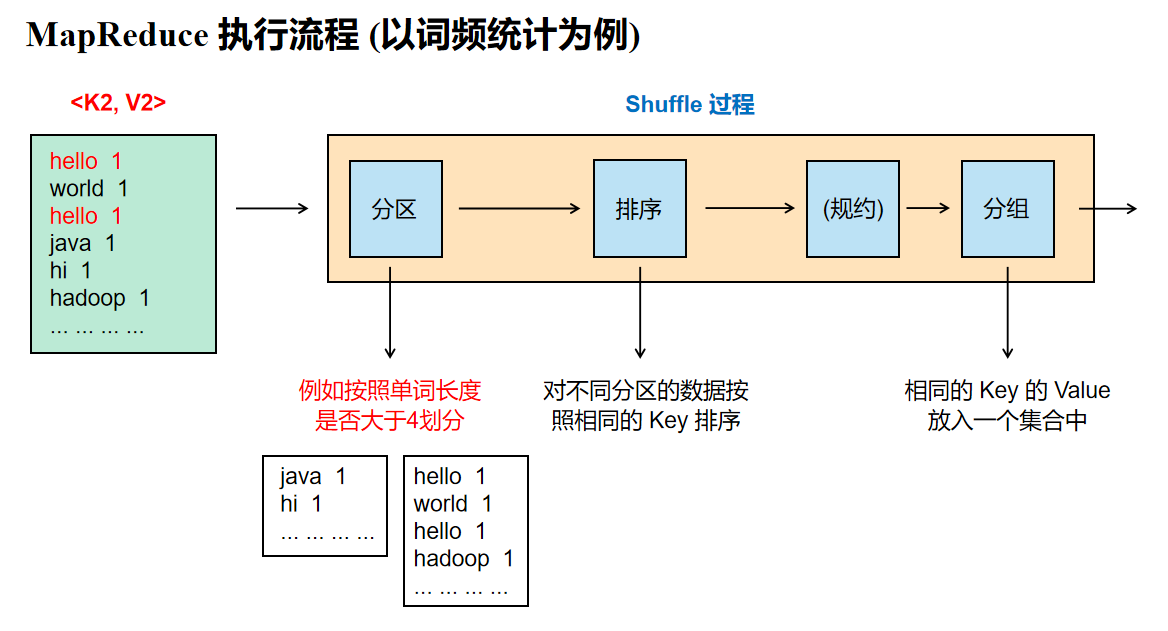 MapReduce 执行流程 (以词频统计为例)
<K2, V2>
hello 1
world 1
hello 1
java 1
hi 1
hadoop 1
... ... ... ...
Shuffle 过程
分区
排序
(规约)
分组
例如按照单词长度
是否大于4划分
java 1
hi 1
... ... ... ...
hello 1
world 1
hello 1
hadoop 1
... ... ... ...
对不同分区的数据按
照相同的 Key 排序
相同的 Key 的 Value
放入一个集合中